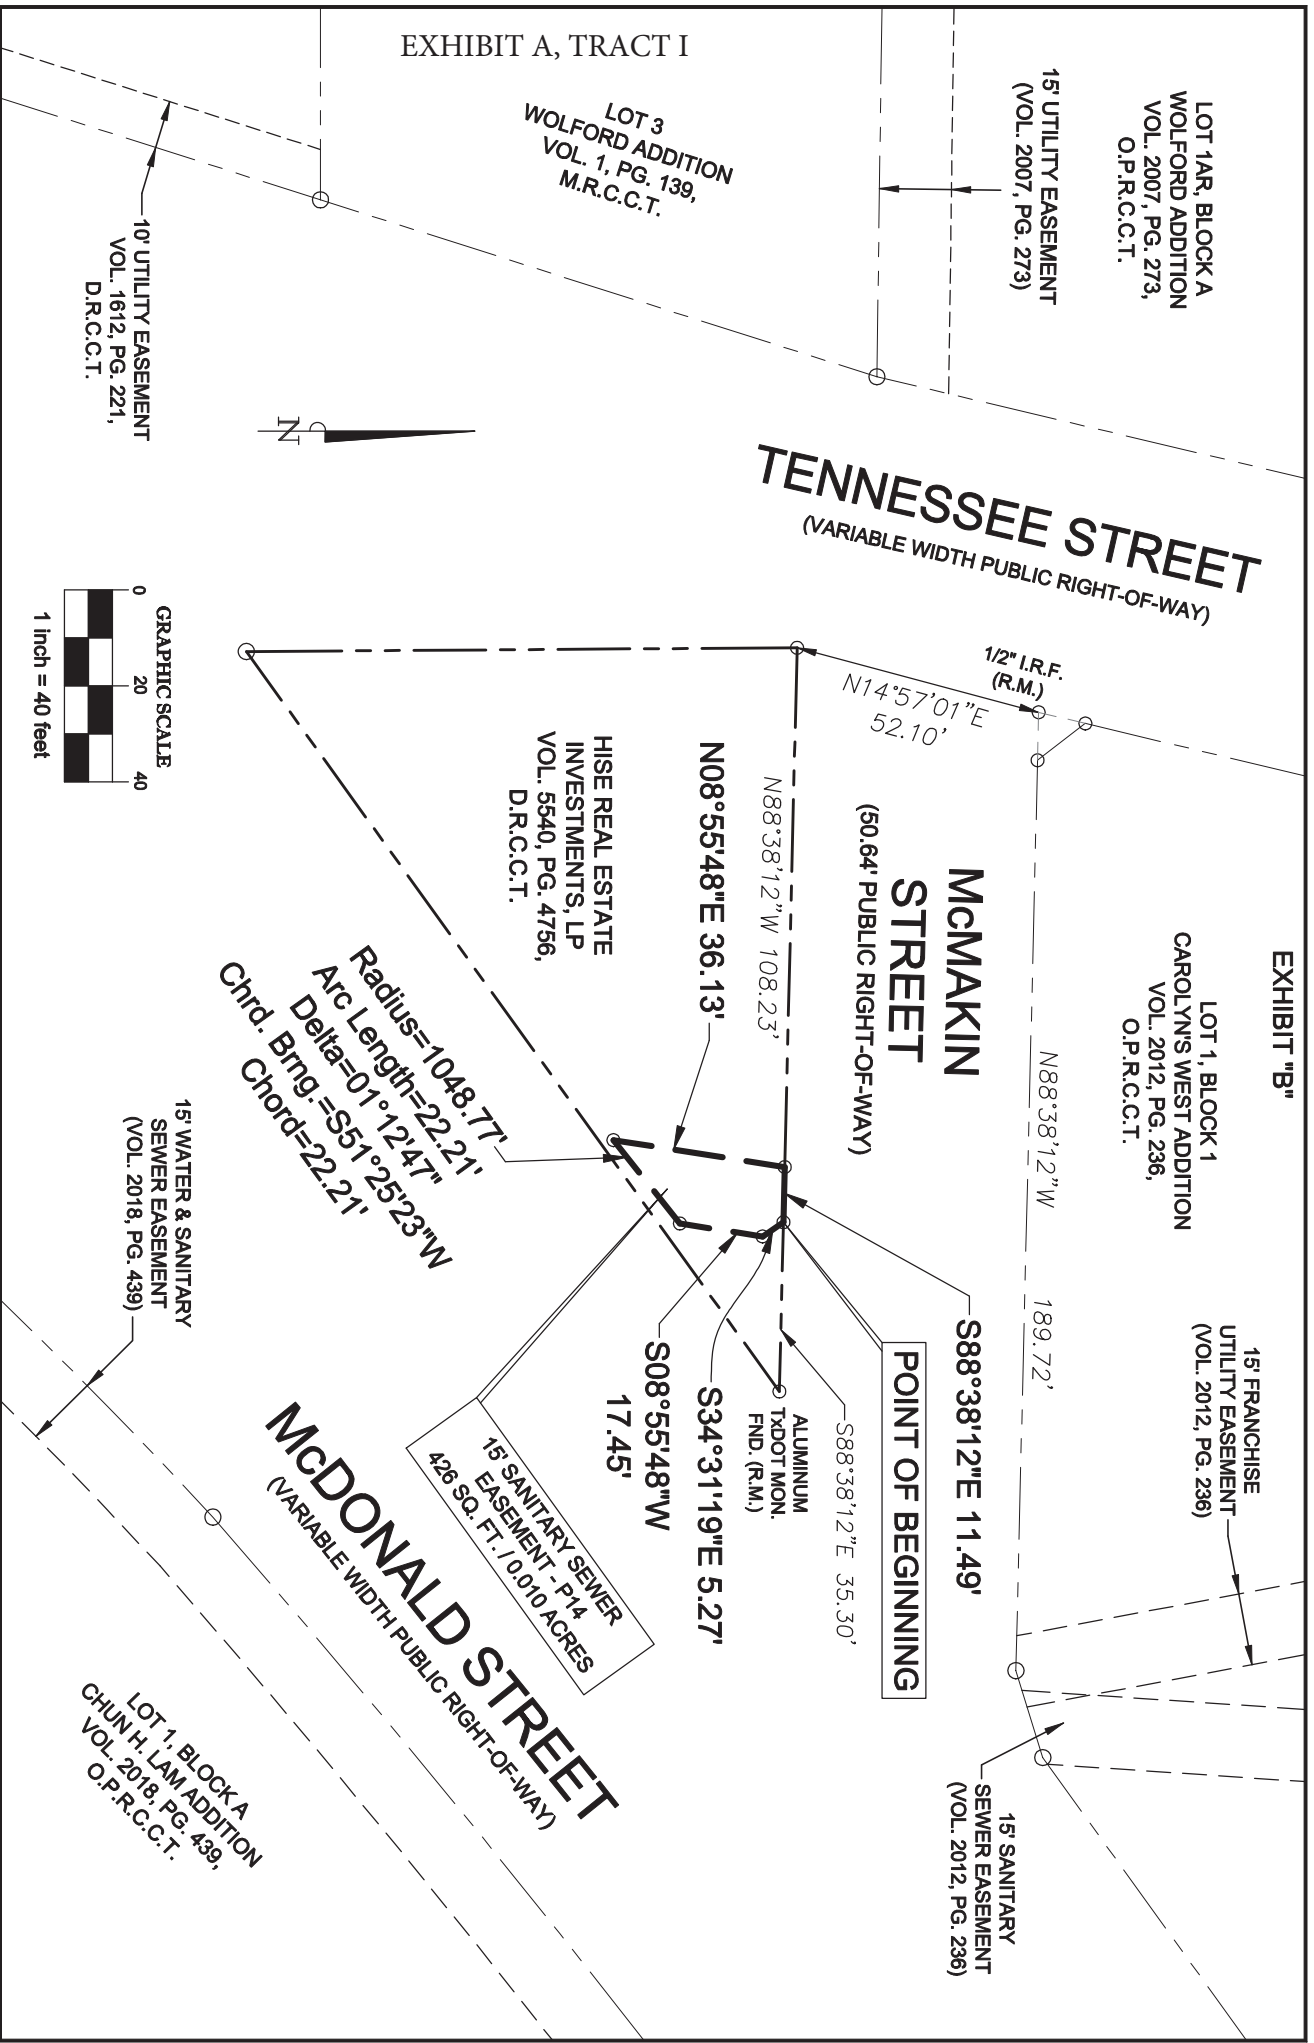 EXHIBIT A, TRACT I
EXHIBIT "B"
LOT 1AR, BLOCK A
WOLFORD ADDITION
VOL. 2007, PG. 273,
O.P.R.C.C.T.
15' UTILITY EASEMENT
(VOL. 2007, PG. 273)
LOT 3
WOLFORD ADDITION
VOL. 1, PG. 139,
M.R.C.C.T.
10' UTILITY EASEMENT
VOL. 1612, PG. 221,
D.R.C.C.T.
TENNESSEE STREET
(VARIABLE WIDTH PUBLIC RIGHT-OF-WAY)
N
GRAPHIC SCALE
0 20 40
1 inch = 40 feet
1/2" I.R.F.
(R.M.)
N14°57'01"E
52.10'
LOT 1, BLOCK 1
CAROLYN'S WEST ADDITION
VOL. 2012, PG. 236,
O.P.R.C.C.T.
N88°38'12"W 189.72'
McMAKIN
STREET
(50.64' PUBLIC RIGHT-OF-WAY)
N88°38'12"W 108.23'
N08°55'48"E 36.13'
HISE REAL ESTATE
INVESTMENTS, LP
VOL. 5540, PG. 4756,
D.R.C.C.T.
Radius=1048.77'
Arc Length=22.21'
Delta=01°12'47"
Chrd. Brng.=S51°25'23"W
Chord=22.21'
15' FRANCHISE
UTILITY EASEMENT
(VOL. 2012, PG. 236)
S88°38'12"E 11.49'
POINT OF BEGINNING
S88°38'12"E 35.30'
ALUMINUM
TxDOT MON.
FND. (R.M.)
S34°31'19"E 5.27'
S08°55'48"W
17.45'
15' SANITARY SEWER
EASEMENT - P14
426 SQ. FT. / 0.010 ACRES
15' SANITARY
SEWER EASEMENT
(VOL. 2012, PG. 236)
15' WATER & SANITARY
SEWER EASEMENT
(VOL. 2018, PG. 439)
McDONALD STREET
(VARIABLE WIDTH PUBLIC RIGHT-OF-WAY)
LOT 1, BLOCK A
CHUN H. LAM ADDITION
VOL. 2018, PG. 439,
O.P.R.C.C.T.